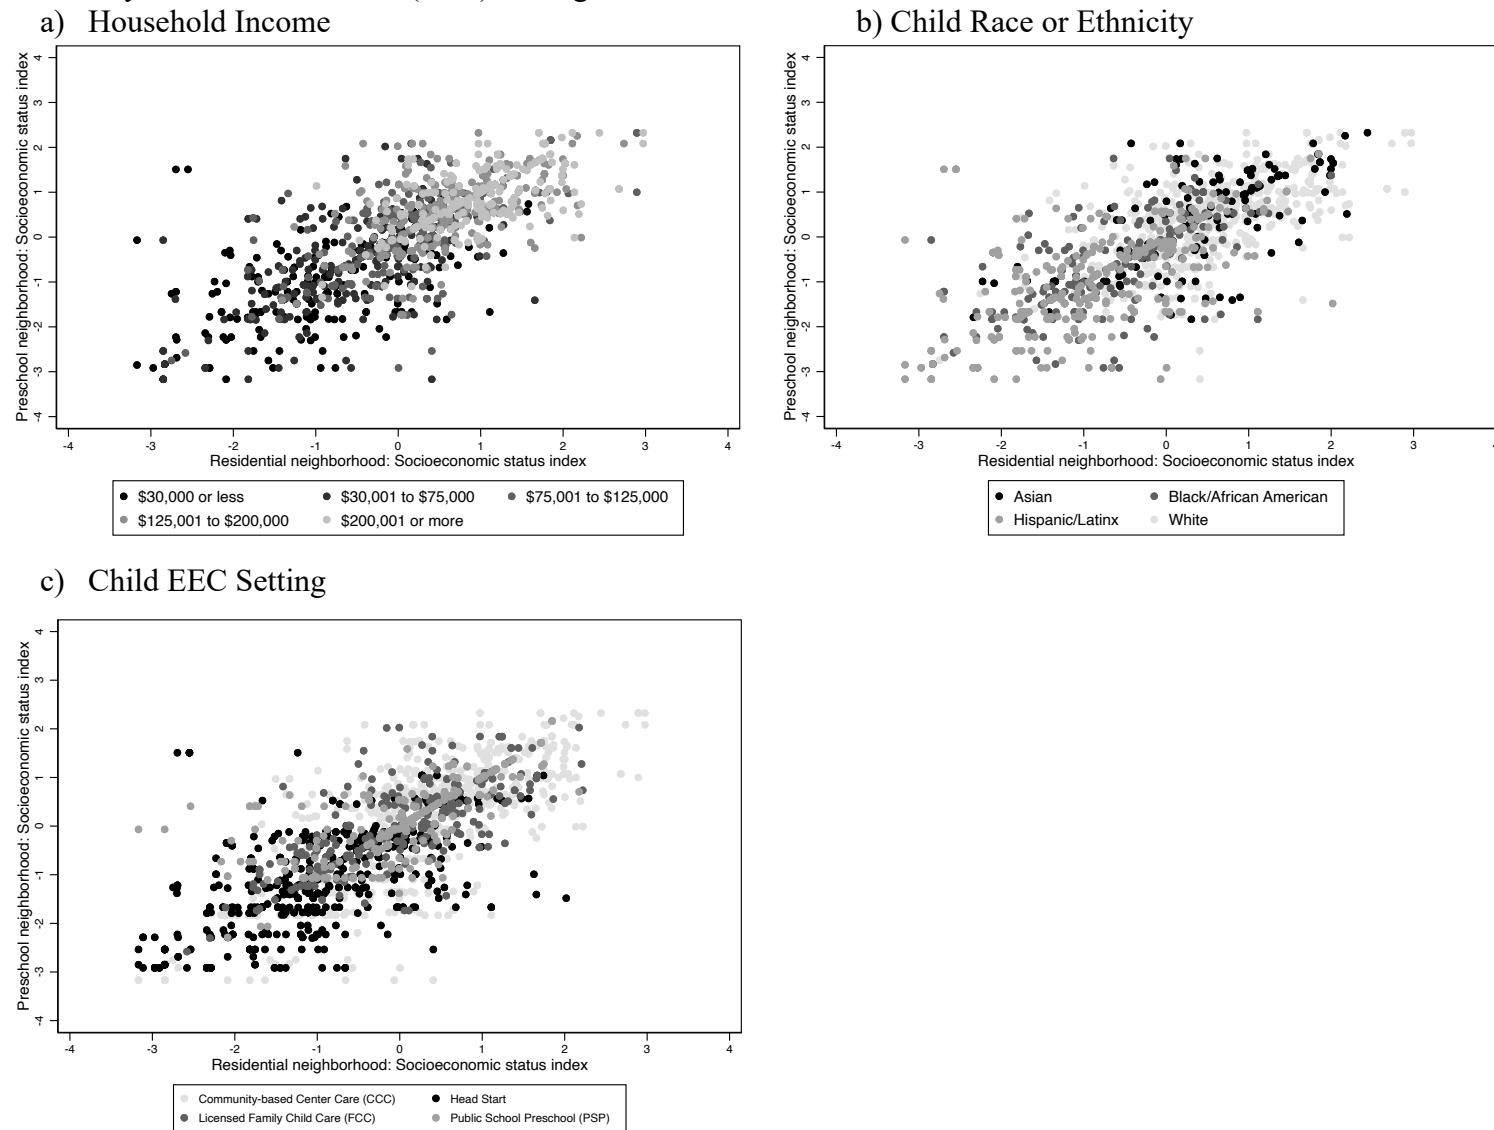 a) Household Income
b) Child Race or Ethnicity
Preschool neighborhood: Socioeconomic status index
4
3
2
1
0
-1
-2
-3
-4
-4 -3 -2 -1 0 1 2 3 4
Residential neighborhood: Socioeconomic status index
$30,000 or less $30,001 to $75,000 $75,001 to $125,000
$125,001 to $200,000 $200,001 or more
Preschool neighborhood: Socioeconomic status index
4
3
2
1
0
-1
-2
-3
-4
-4 -3 -2 -1 0 1 2 3
Residential neighborhood: Socioeconomic status index
Asian Black/African American
Hispanic/Latinx White
c) Child EEC Setting
Preschool neighborhood: Socioeconomic status index
4
3
2
1
0
-1
-2
-3
-4
-4 -3 -2 -1 0 1 2 3 4
Residential neighborhood: Socioeconomic status index
Community-based Center Care (CCC) Head Start
Licensed Family Child Care (FCC) Public School Preschool (PSP)